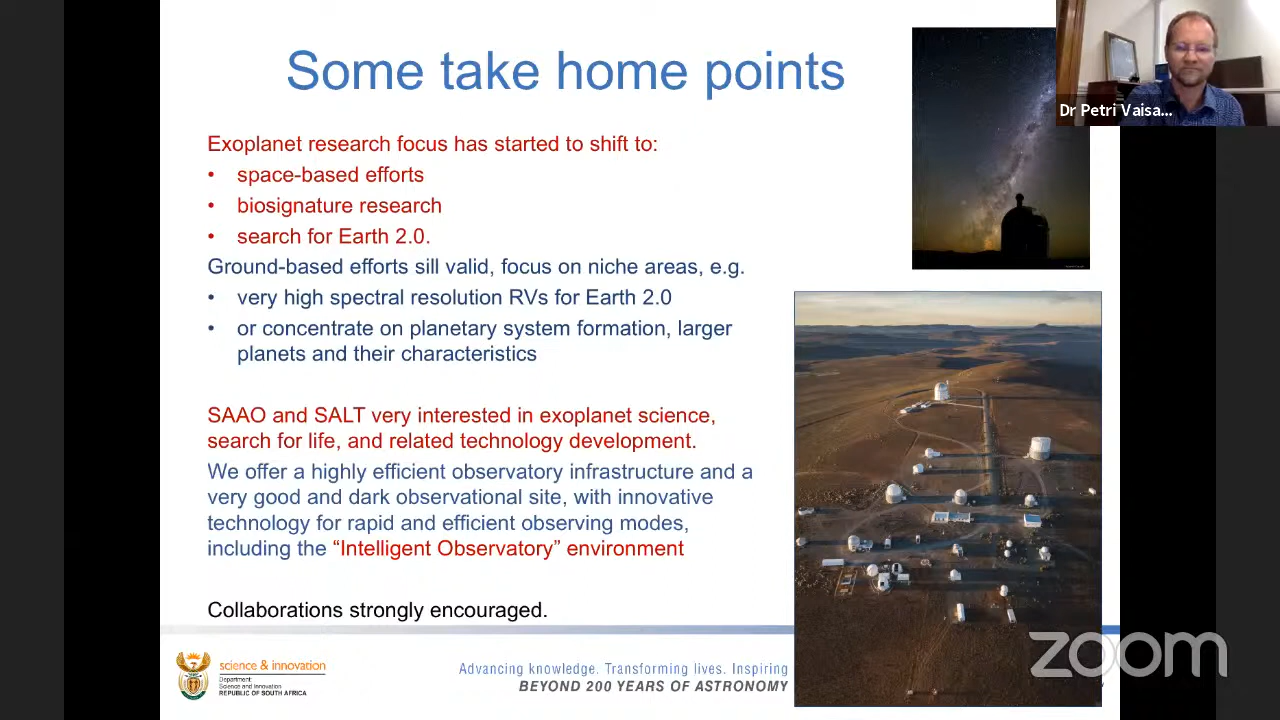 Some take home points
Dr Petri Vaisa...
Exoplanet research focus has started to shift to:
• space-based efforts
• biosignature research
• search for Earth 2.0.
Ground-based efforts sill valid, focus on niche areas, e.g.
• very high spectral resolution RVs for Earth 2.0
• or concentrate on planetary system formation, larger
planets and their characteristics
SAAO and SALT very interested in exoplanet science,
search for life, and related technology development.
We offer a highly efficient observatory infrastructure and a
very good and dark observational site, with innovative
technology for rapid and efficient observing modes,
including the “Intelligent Observatory” environment
Collaborations strongly encouraged.
science & innovation
Department:
Science and Innovation
REPUBLIC OF SOUTH AFRICA
Advancing knowledge. Transforming lives. Inspiring
BEYOND 200 YEARS OF ASTRONOMY
zoom